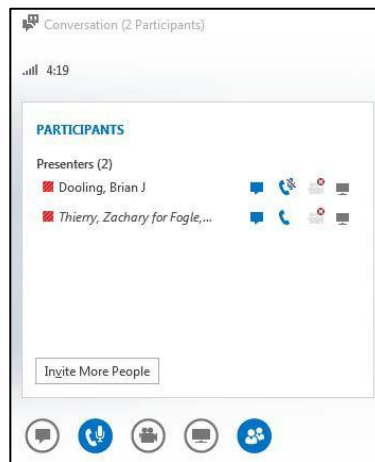 Conversation (2 Participants)
4:19
PARTICIPANTS
Presenters (2)
Dooling, Brian J
Thierry, Zachary for Fogle,...
Invite More People